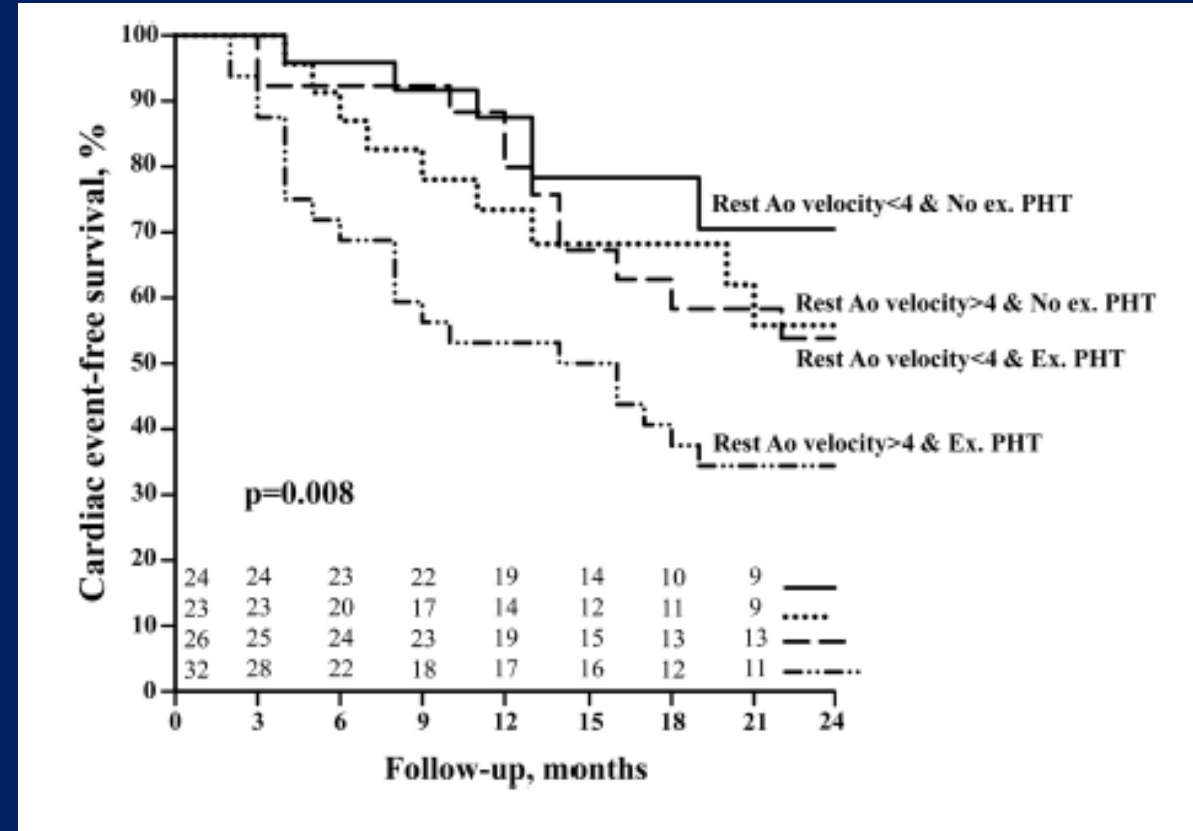 100
90
80
70
60
50
40
30
20
10
0
Cardiac event-free survival, %
Rest Ao velocity<4 & No ex. PHT
Rest Ao velocity>4 & No ex. PHT
Rest Ao velocity<4 & Ex. PHT
Rest Ao velocity>4 & Ex. PHT
p=0.008
24 24 23 22 19 14 10 9
23 23 20 17 14 12 11 9
26 25 24 23 19 15 13 13
32 28 22 18 17 16 12 11
0 3 6 9 12 15 18 21 24
Follow-up, months